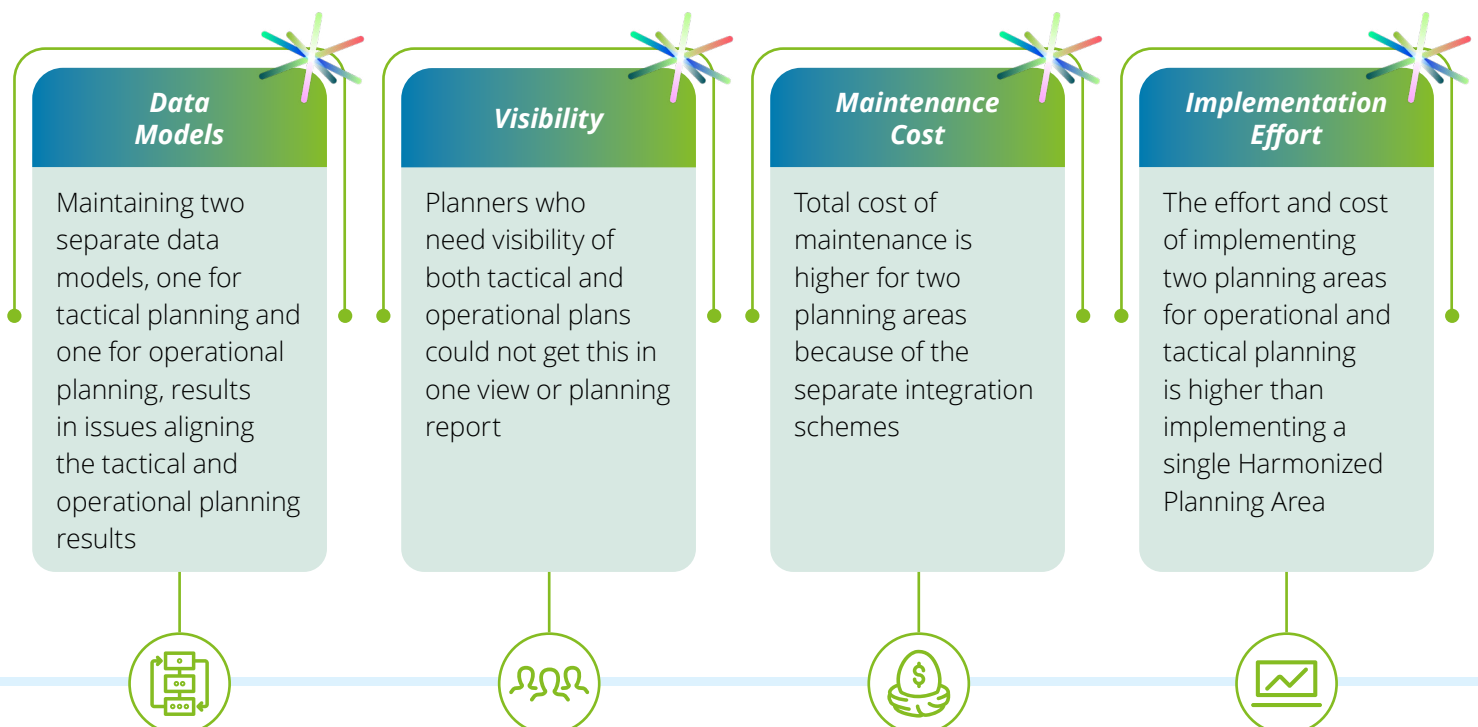 Data
Models
Maintaining two
separate data
models, one for
tactical planning and
one for operational
planning, results
in issues aligning
the tactical and
operational planning
results
Visibility
Planners who
need visibility of
both tactical and
operational plans
could not get this in
one view or planning
report
Maintenance
Cost
Total cost of
maintenance is
higher for two
planning areas
because of the
separate integration
schemes
Implementation
Effort
The effort and cost
of implementing
two planning areas
for operational and
tactical planning
is higher than
implementing a
single Harmonized
Planning Area
$